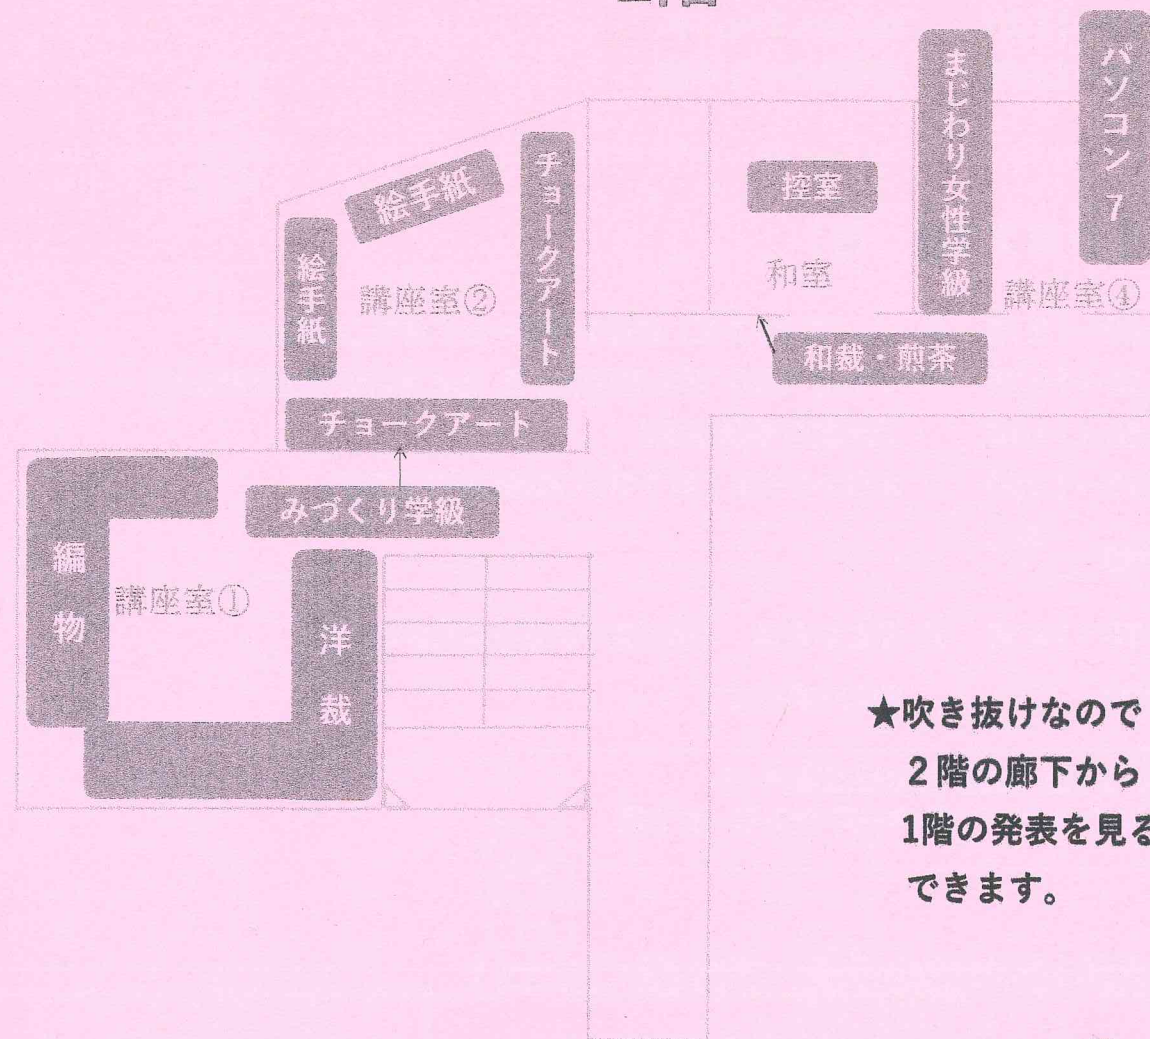 パソコン７
まじわり女性学級
チョークアート
絵手紙
控室
絵手紙
和室
講座室②
講座室④
和裁・煎茶
チョークアート
みづくり学級
編物
講座室①
洋裁
★吹き抜けなので
２階の廊下から
1階の発表を見る
できます。